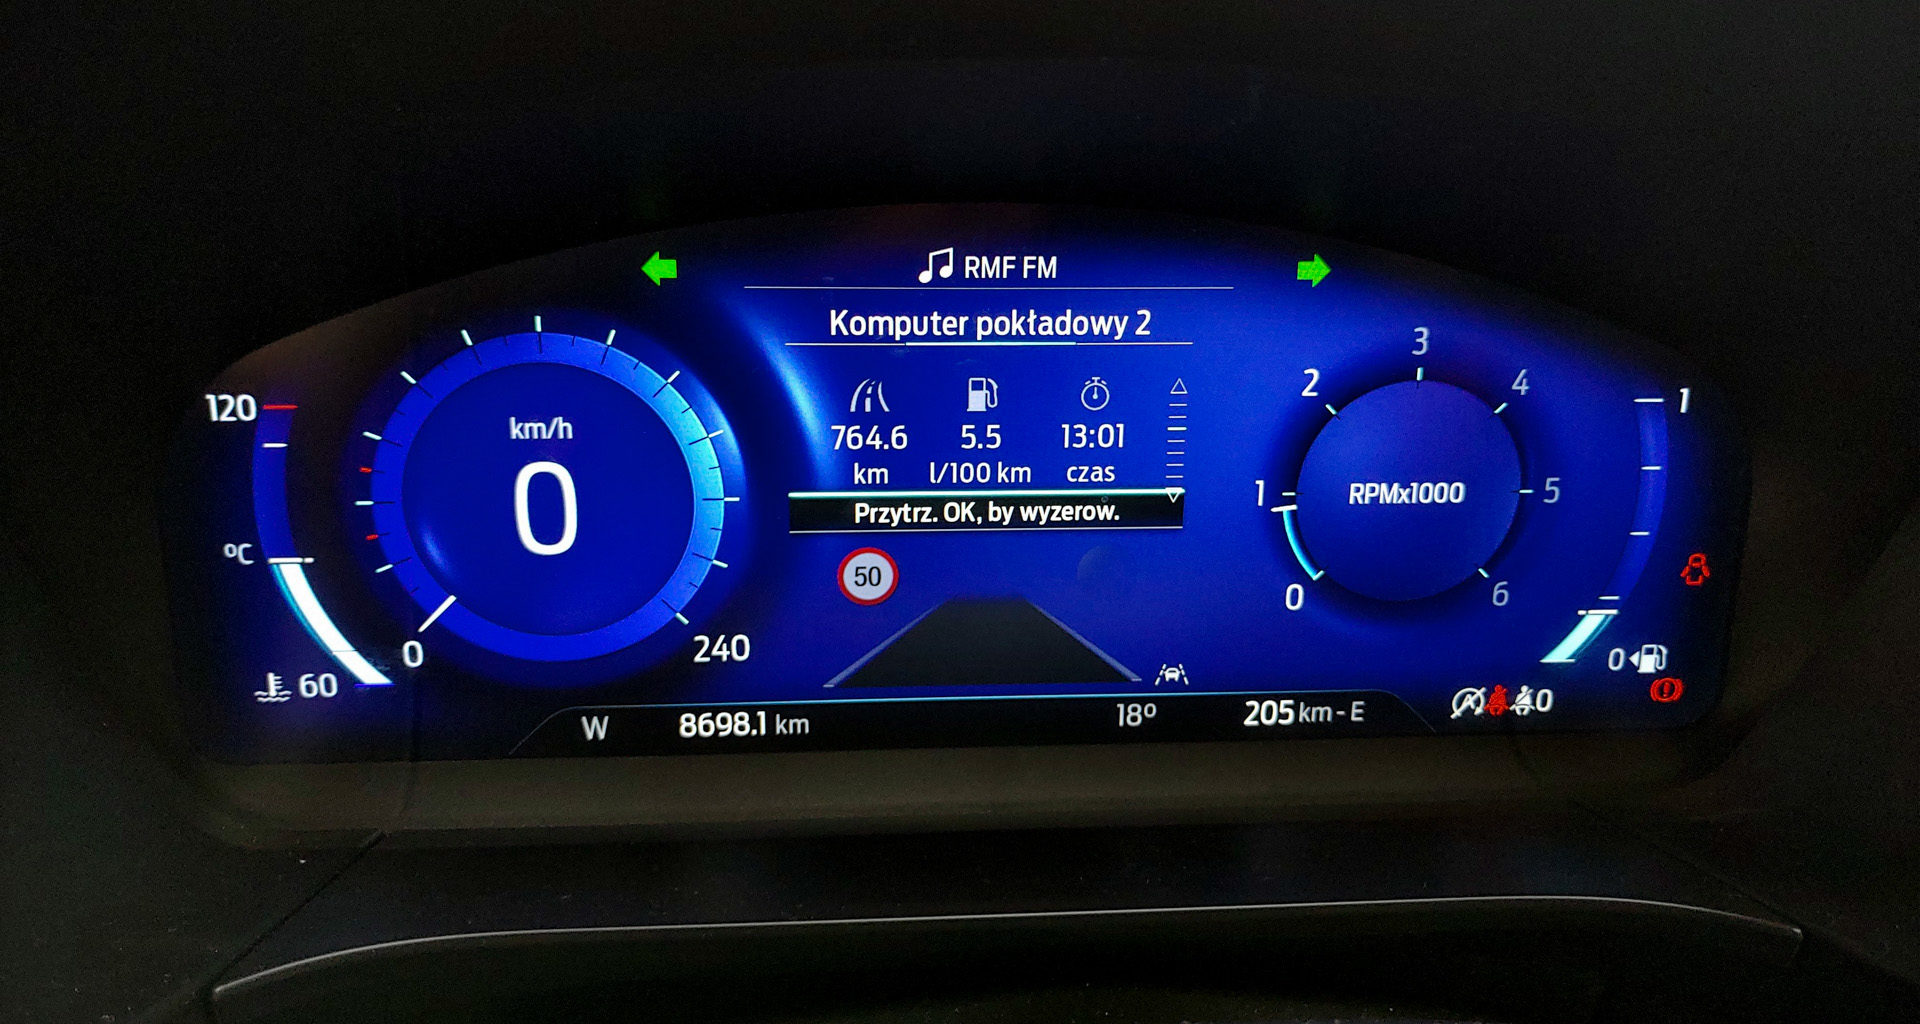 RMF FM
Komputer pokładowy 2
764.6 5.5 13:01
km l/100 km czas
Przytrz. OK, by wyzerow.
50
120
°C
60
km/h
0
0
240
RPMx1000
0
1
2
3
4
5
6
1
0
W 8698.1 km 18° 205 km - E
0